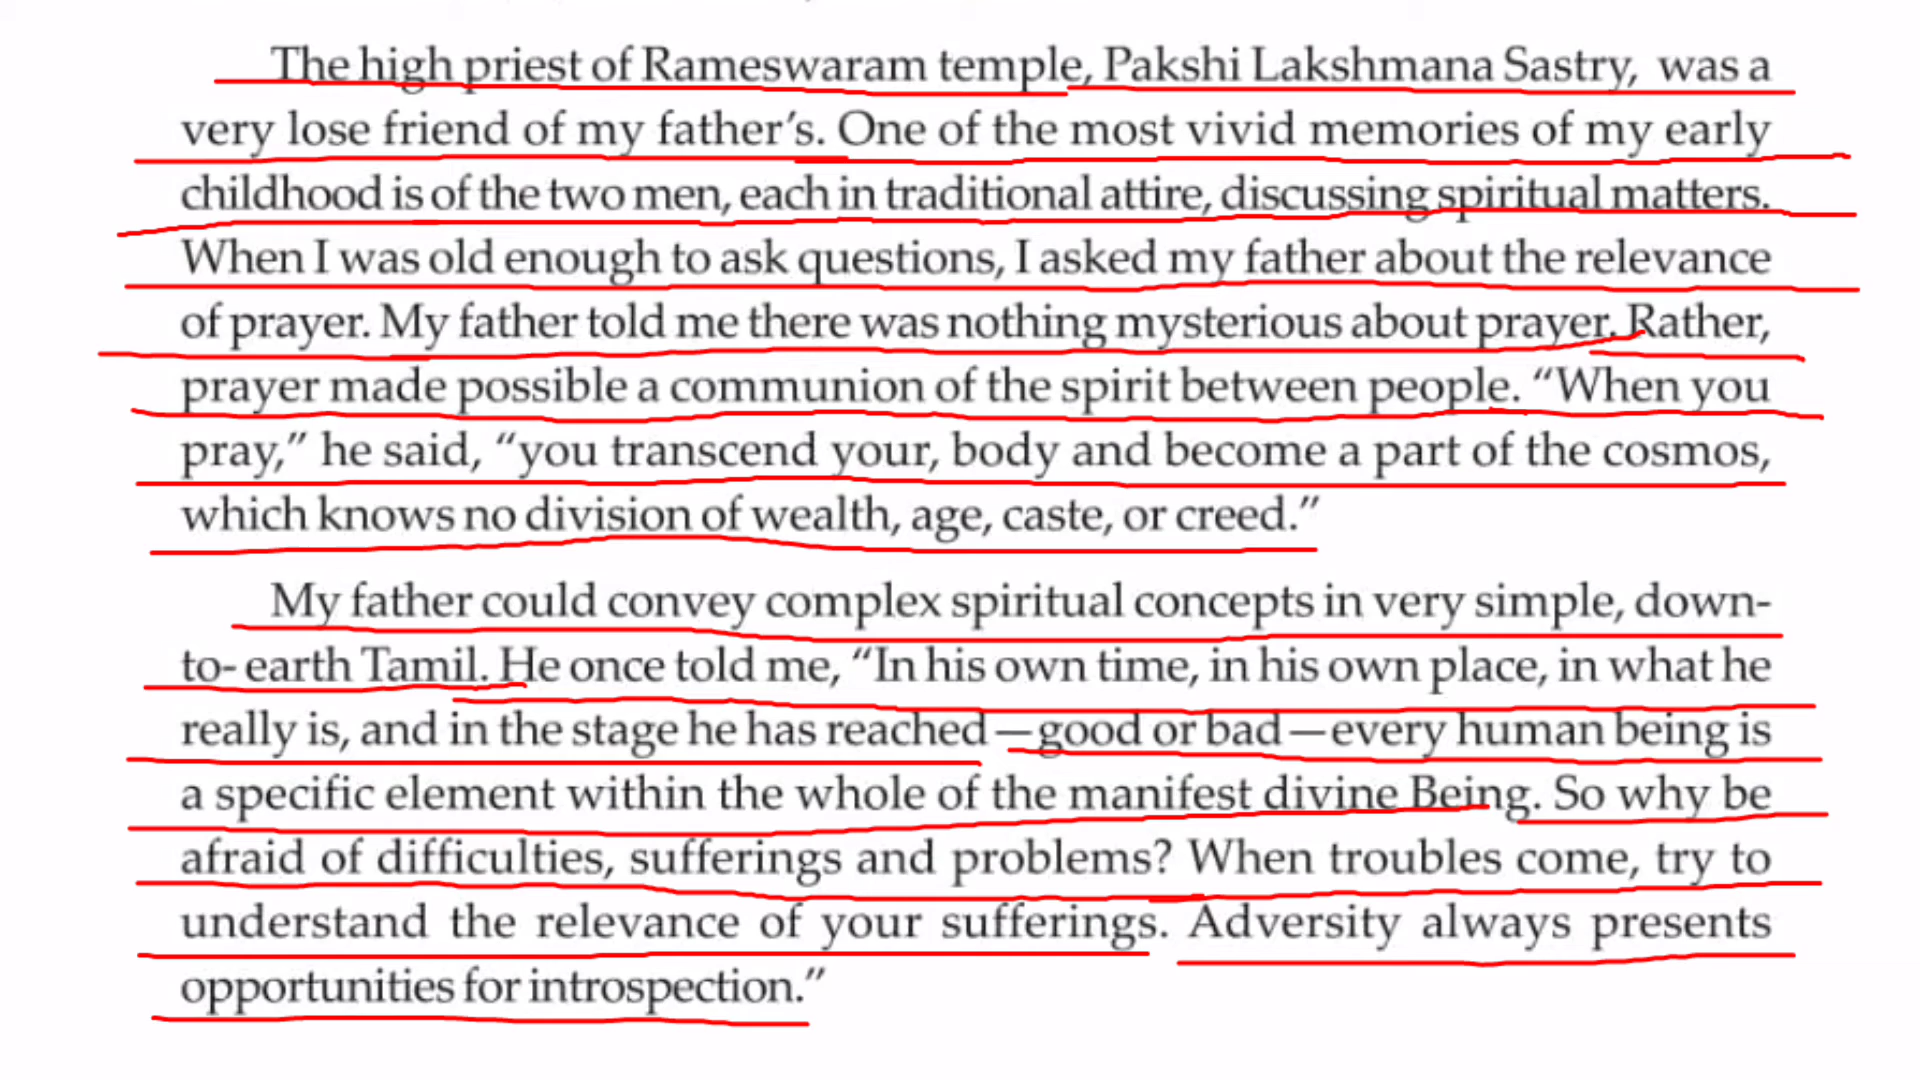 The high priest of Rameswaram temple, Pakshi Lakshmana Sastry, was a
very lose friend of my father's. One of the most vivid memories of my early
childhood is of the two men, each in traditional attire, discussing spiritual matters.
When I was old enough to ask questions, I asked my father about the relevance
of prayer. My father told me there was nothing mysterious about prayer. Rather,
prayer made possible a communion of the spirit between people. “When you
pray,” he said, “you transcend your, body and become a part of the cosmos,
which knows no division of wealth, age, caste, or creed.”
My father could convey complex spiritual concepts in very simple, down-
to- earth Tamil. He once told me, “In his own time, in his own place, in what he
really is, and in the stage he has reached—good or bad—every human being is
a specific element within the whole of the manifest divine Being. So why be
afraid of difficulties, sufferings and problems? When troubles come, try to
understand the relevance of your sufferings. Adversity always presents
opportunities for introspection.”